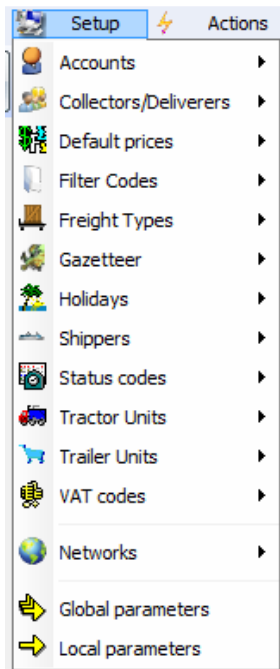 Setup Actions
Accounts
Collectors/Deliverers
Default prices
Filter Codes
Freight Types
Gazetteer
Holidays
Shippers
Status codes
Tractor Units
Trailer Units
VAT codes
Networks
Global parameters
Local parameters